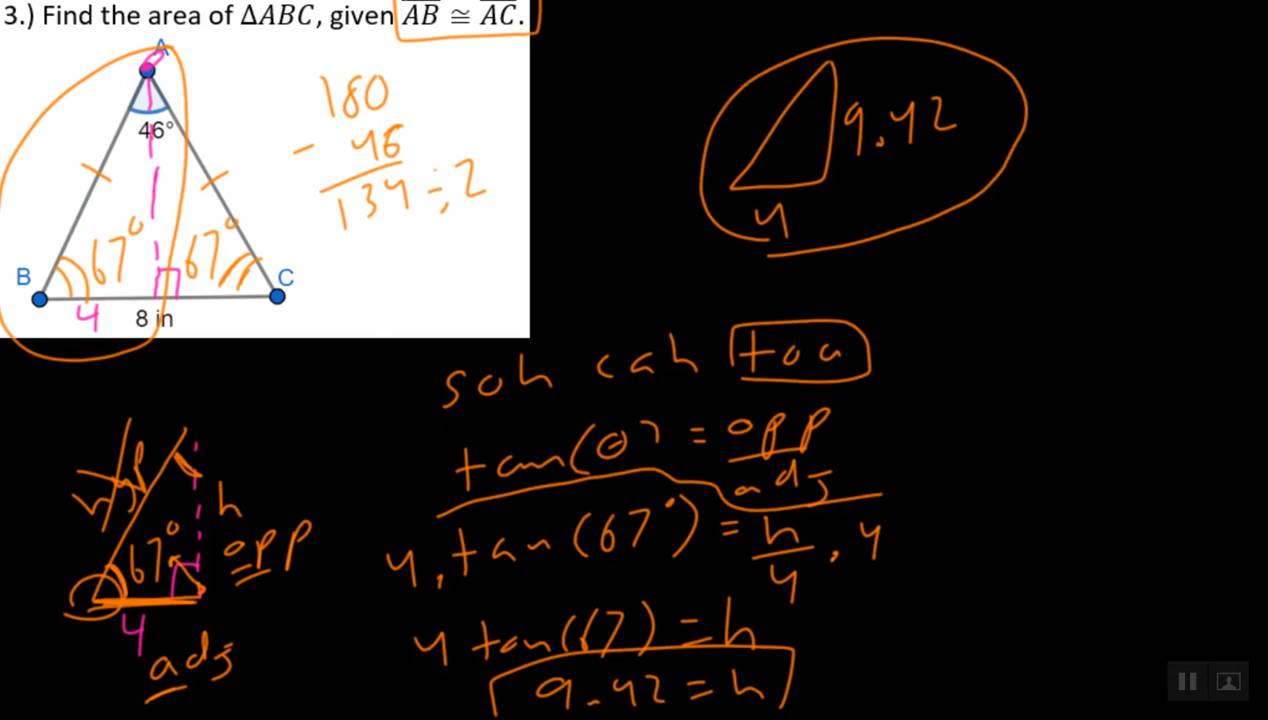 3.) Find the area of ΔABC, given AB ≅ AC.
A
46°
67° 67°
B C
4 8 in
180
- 46
134 ÷ 2
9.42
4
soh cah toa
tan(θ) = opp/adj
4 · tan(67°) = h/4 · 4
4 tan(67) = h
9.42 = h
hyp
h
67° opp
4
adj